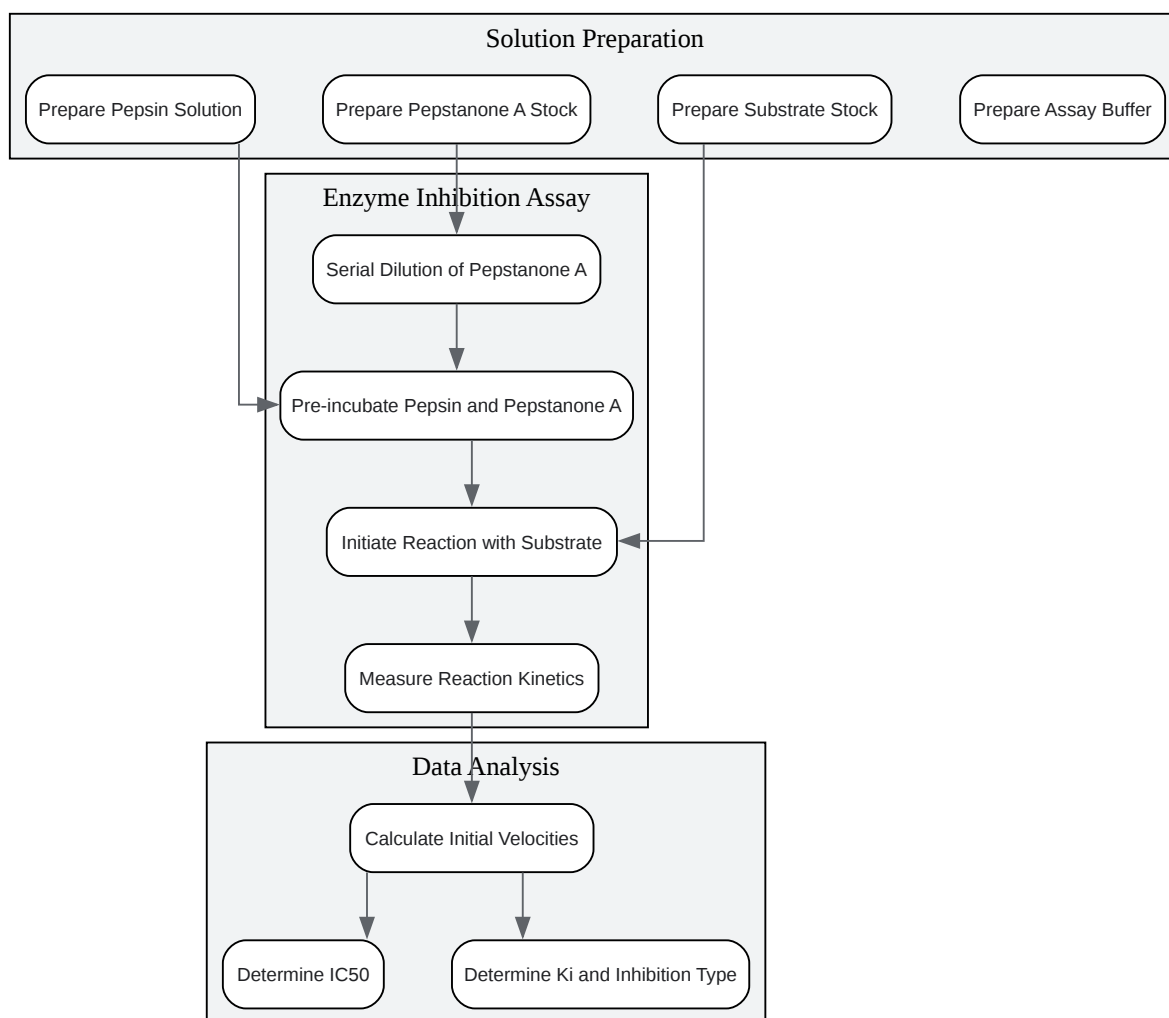 Solution Preparation
Prepare Pepsin Solution
Prepare Pepstanone A Stock
Prepare Substrate Stock
Prepare Assay Buffer
Enzyme Inhibition Assay
Serial Dilution of Pepstanone A
Pre-incubate Pepsin and Pepstanone A
Initiate Reaction with Substrate
Measure Reaction Kinetics
Data Analysis
Calculate Initial Velocities
Determine IC50
Determine Ki and Inhibition Type